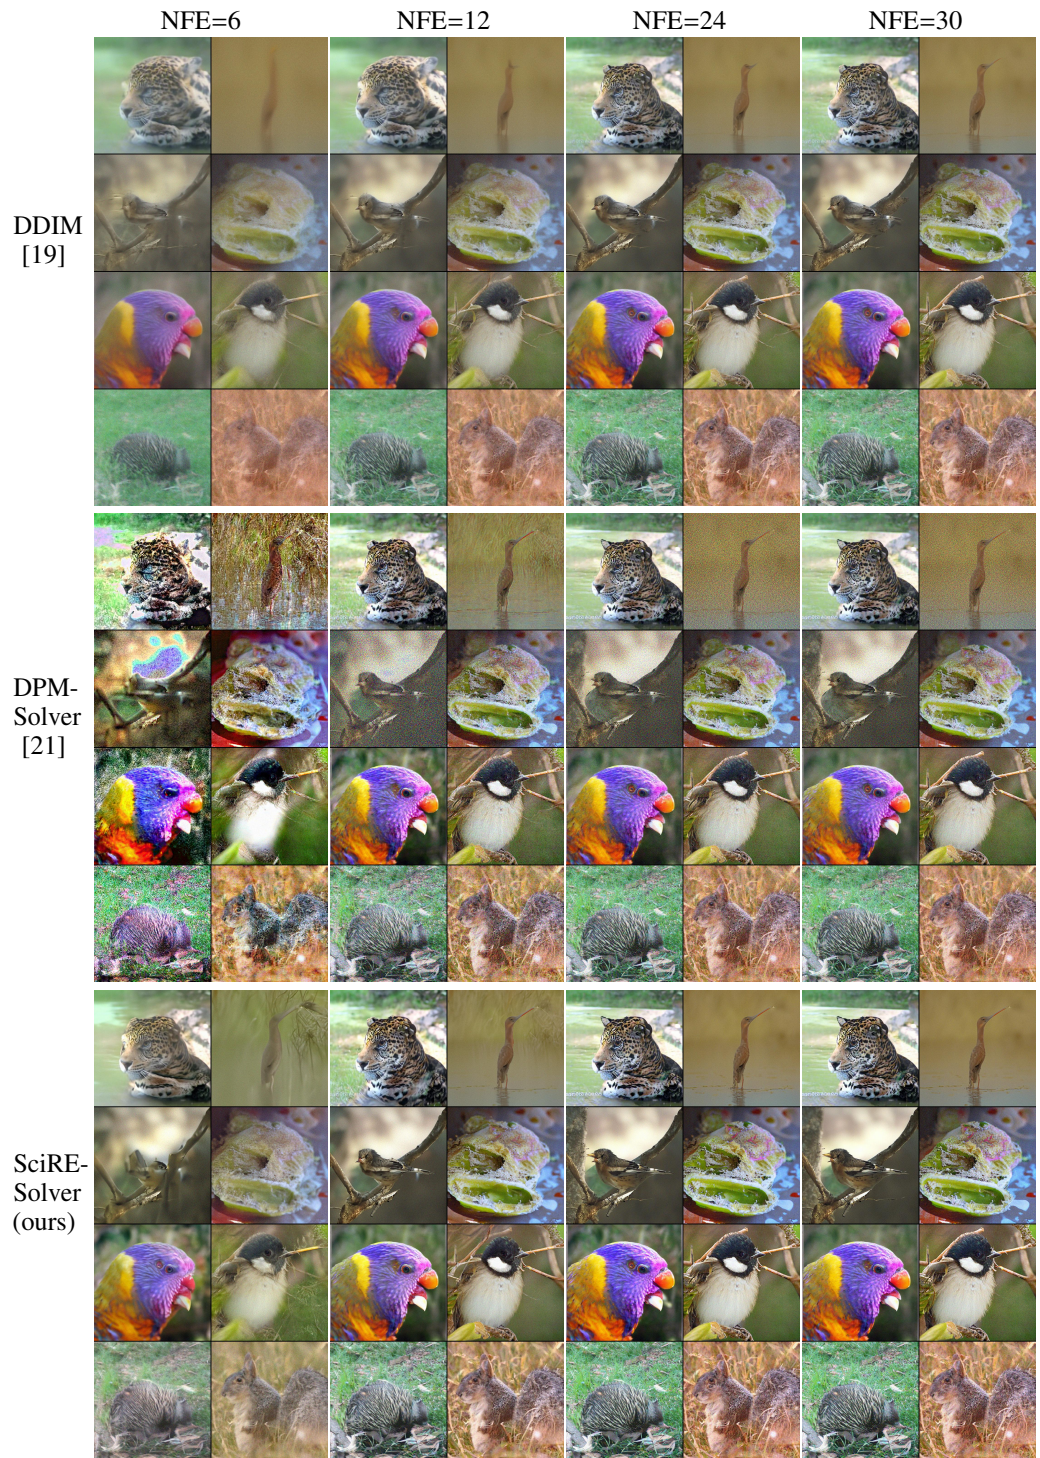 NFE=6 NFE=12 NFE=24 NFE=30
DDIM
[19]
DPM-
Solver
[21]
SciRE-
Solver
(ours)